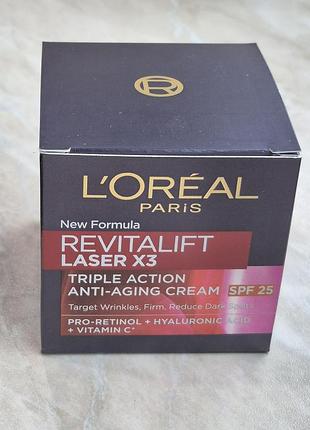 R
L'ORÉAL
PARIS
New Formula
REVITALIFT
LASER X3
TRIPLE ACTION
ANTI-AGING CREAM SPF 25
Target Wrinkles, Firm, Reduce Dark Spots
PRO-RETINOL + HYALURONIC ACID
+ VITAMIN C*